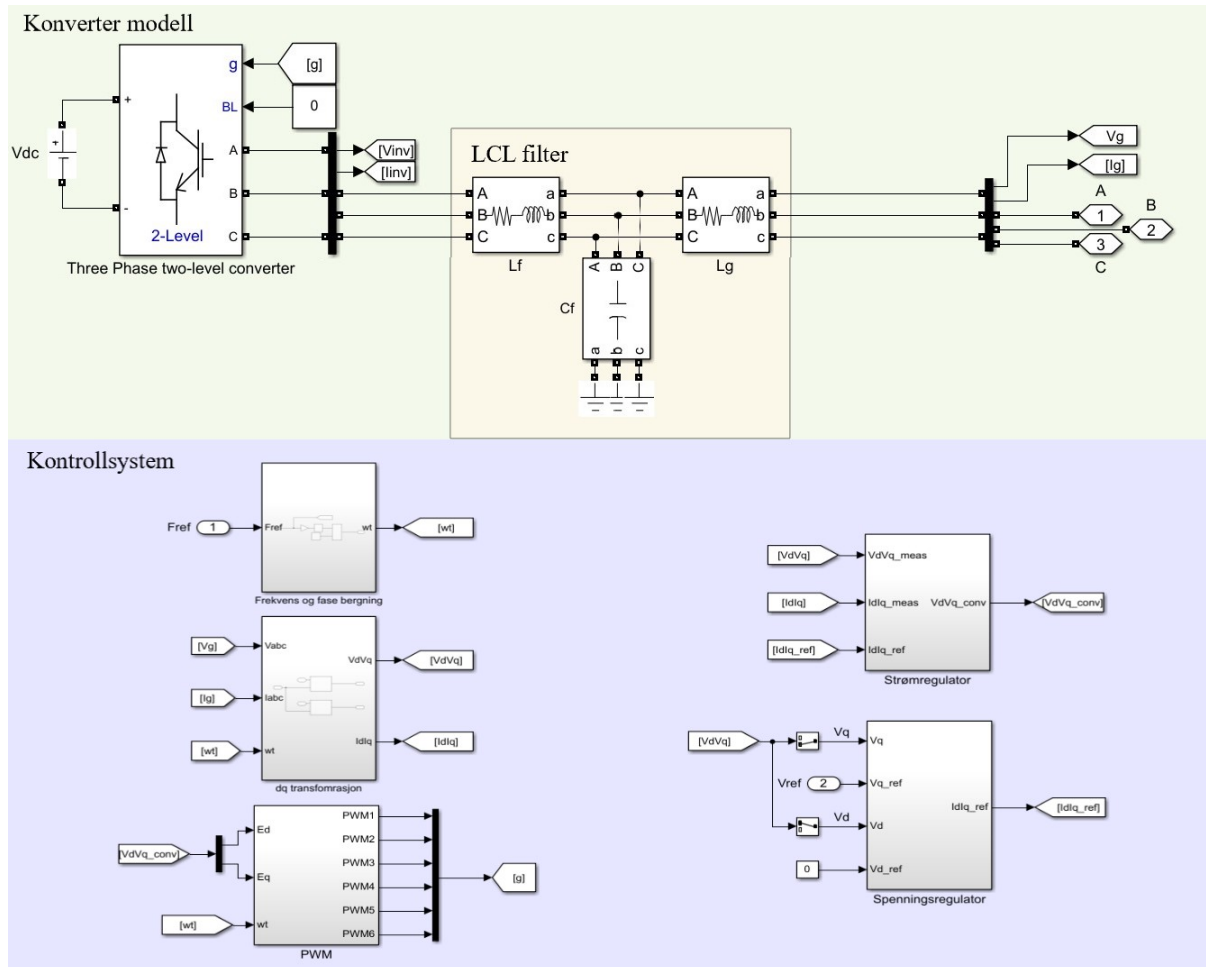 Konverter modell
g
[g]
BL
0
+
Vdc
+
-
A
B
C
2-Level
Three Phase two-level converter
[Vinv]
[Iinv]
LCL filter
A
B
C
a
b
c
Lf
A
B
C
a
b
c
Lg
A B C
Cf
a b c
Vg
[Ig]
A
1
B
2
3
C
Kontrollsystem
Fref
1
Fref
wt
[wt]
Frekvens og fase bergning
[Vg]
Vabc
VdVq
[VdVq]
[Ig]
Iabc
[wt]
wt
IdIq
[IdIq]
dq transfomrasjon
[VdVq_conv]
Ed
Eq
[wt]
wt
PWM1
PWM2
PWM3
PWM4
PWM5
PWM6
[g]
PWM
[VdVq]
VdVq_meas
[IdIq]
IdIq_meas
VdVq_conv
[VdVq_conv]
[IdIq_ref]
IdIq_ref
Strømregulator
[VdVq]
Vq
Vq
Vref
2
Vq_ref
IdIq_ref
[IdIq_ref]
Vd
Vd
0
Vd_ref
Spenningsregulator